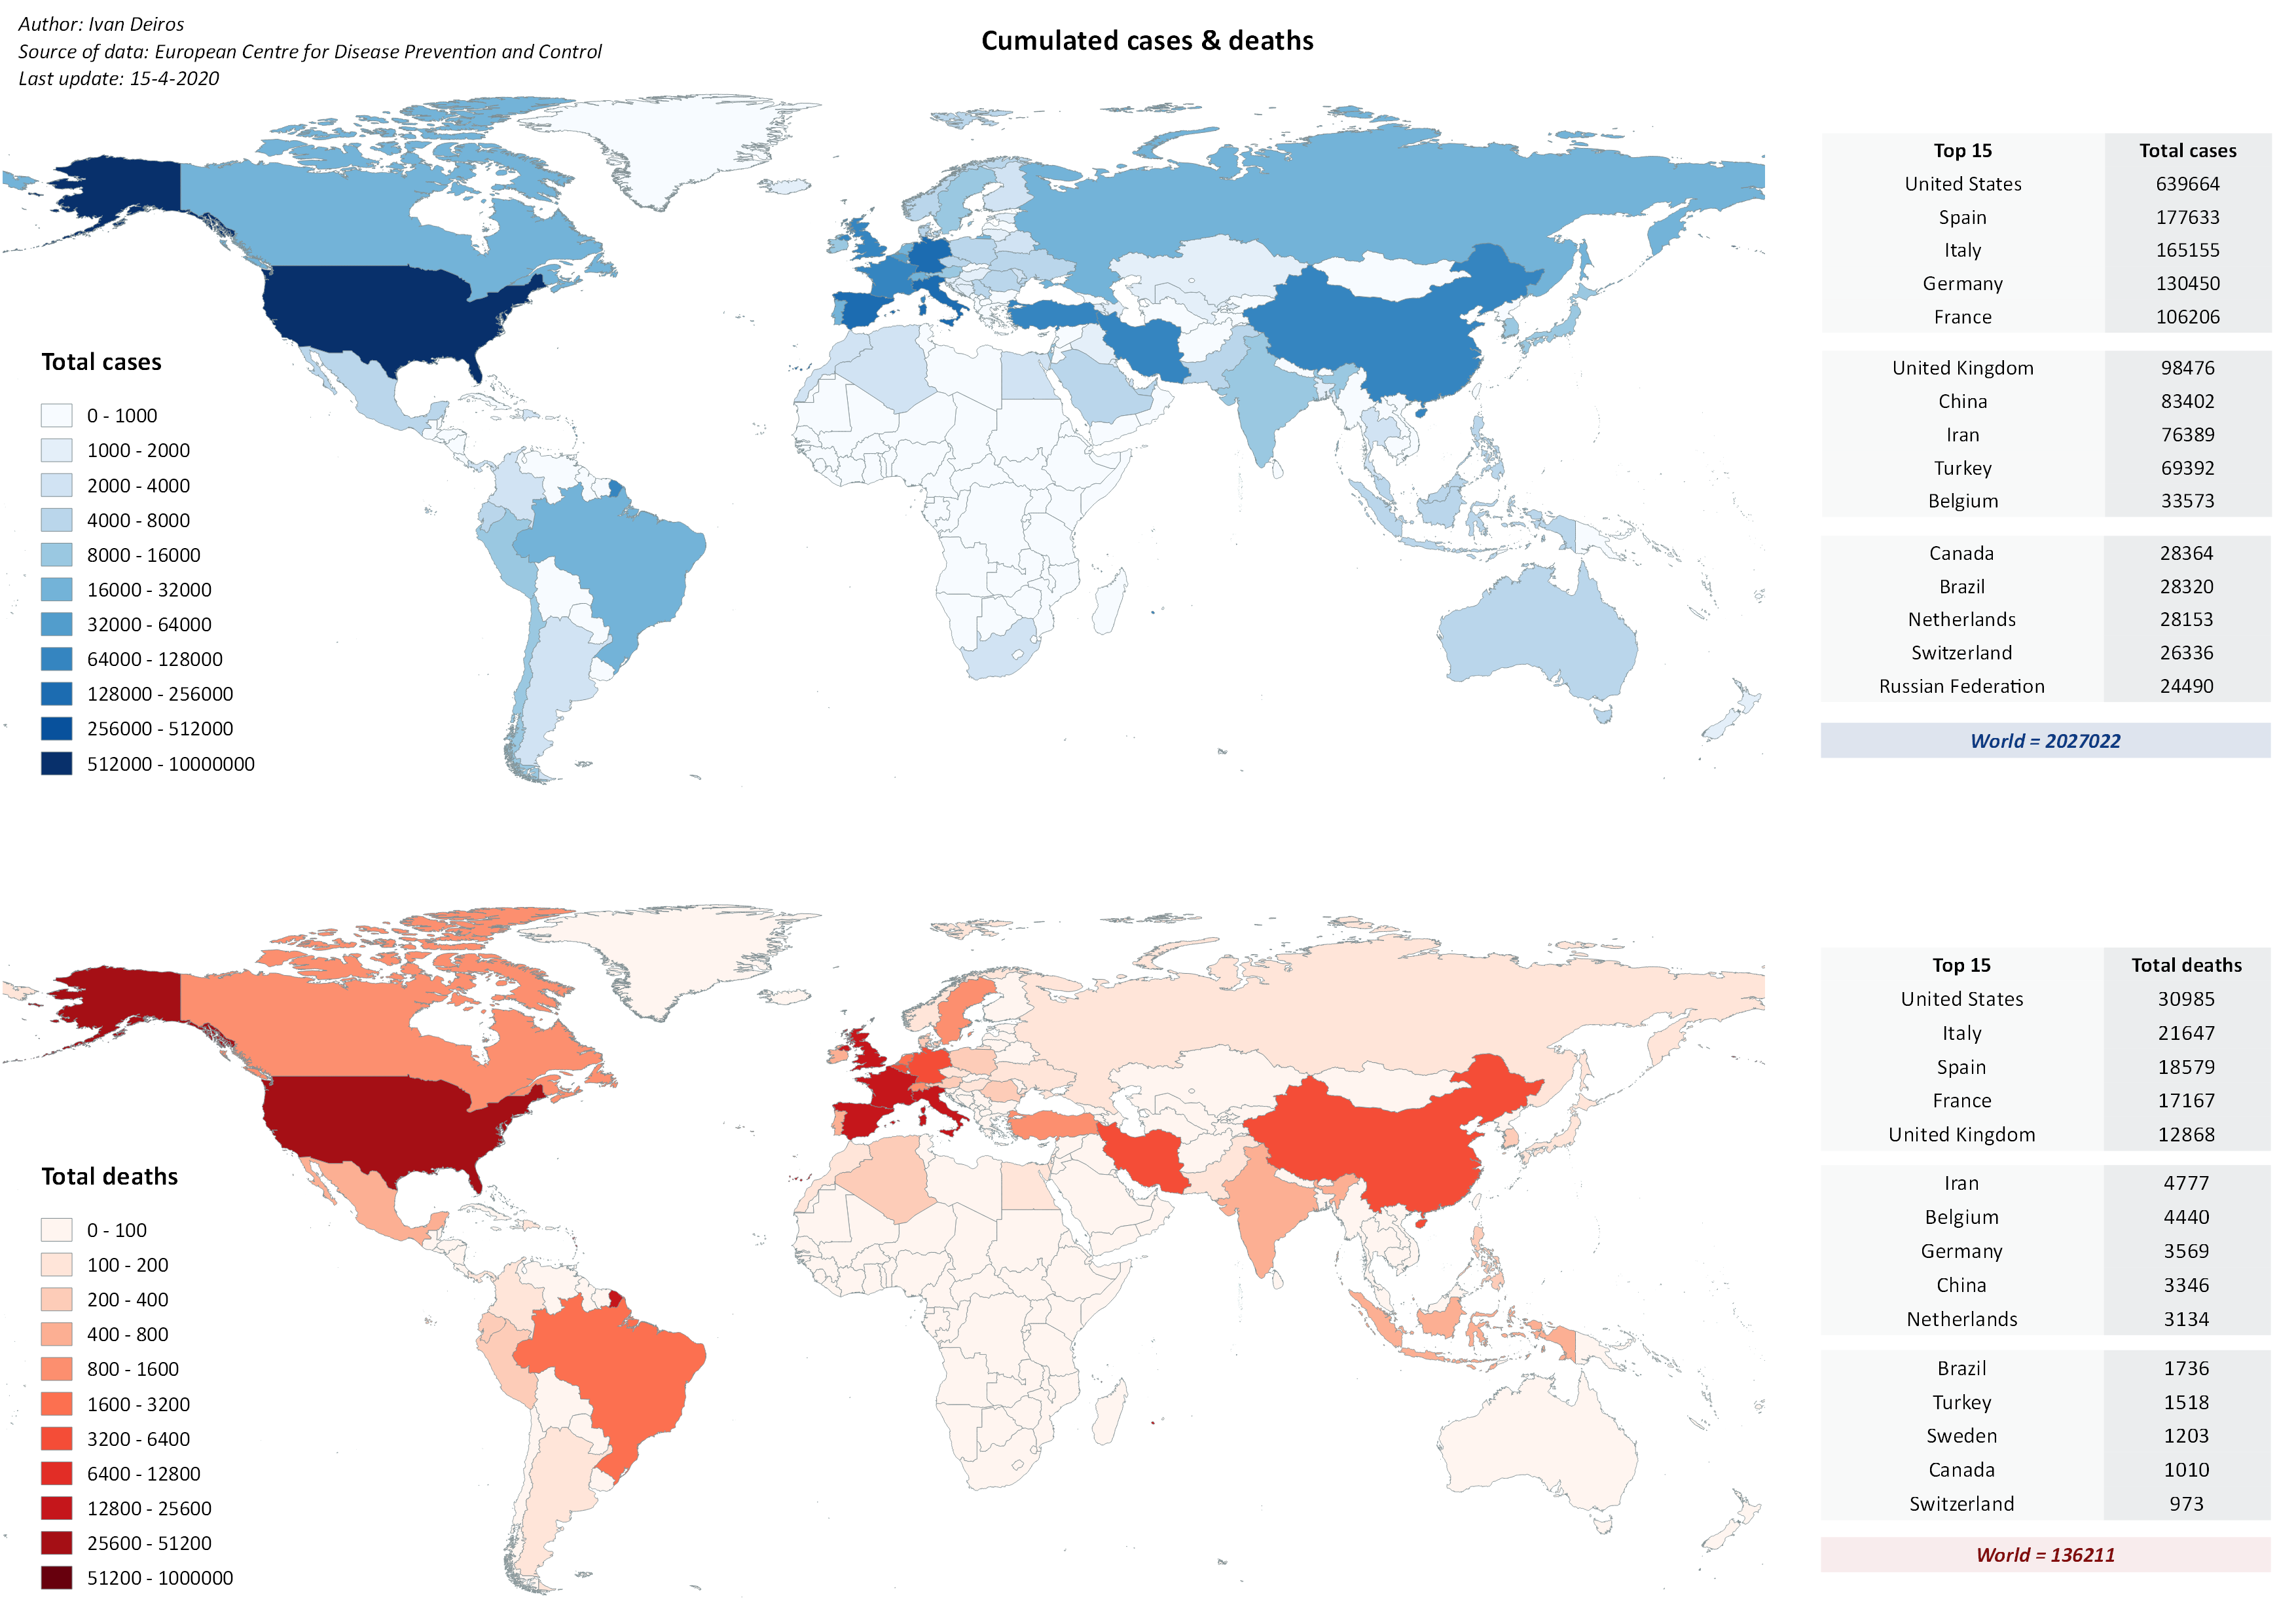 Author: Ivan Deiros
Source of data: European Centre for Disease Prevention and Control
Last update: 15-4-2020
Cumulated cases & deaths
Total cases
0 - 1000
1000 - 2000
2000 - 4000
4000 - 8000
8000 - 16000
16000 - 32000
32000 - 64000
64000 - 128000
128000 - 256000
256000 - 512000
512000 - 10000000
Top 15 Total cases
United States 639664
Spain 177633
Italy 165155
Germany 130450
France 106206
United Kingdom 98476
China 83402
Iran 76389
Turkey 69392
Belgium 33573
Canada 28364
Brazil 28320
Netherlands 28153
Switzerland 26336
Russian Federation 24490
World = 2027022
Total deaths
0 - 100
100 - 200
200 - 400
400 - 800
800 - 1600
1600 - 3200
3200 - 6400
6400 - 12800
12800 - 25600
25600 - 51200
51200 - 1000000
Top 15 Total deaths
United States 30985
Italy 21647
Spain 18579
France 17167
United Kingdom 12868
Iran 4777
Belgium 4440
Germany 3569
China 3346
Netherlands 3134
Brazil 1736
Turkey 1518
Sweden 1203
Canada 1010
Switzerland 973
World = 136211